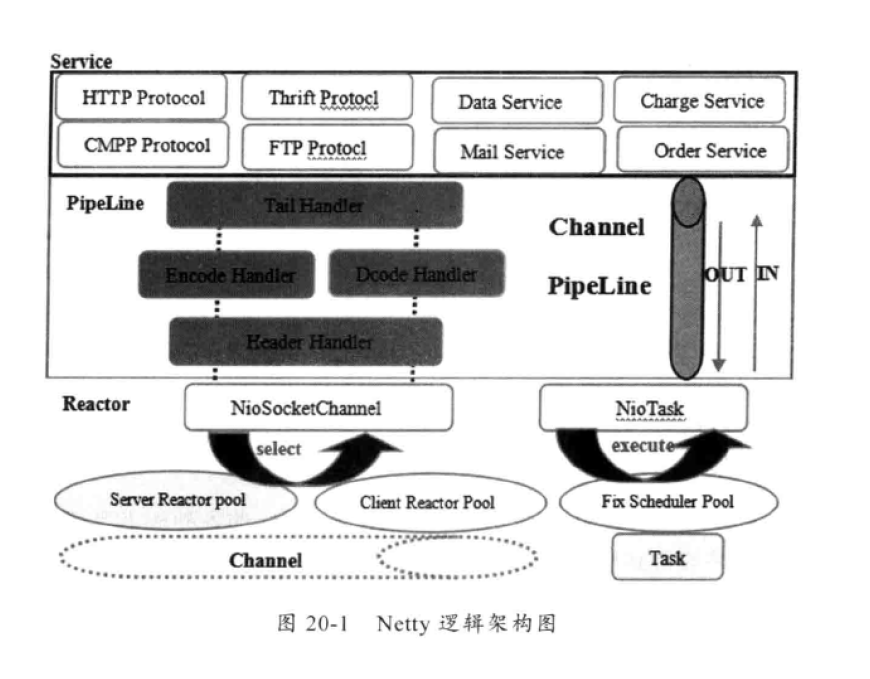 Service
HTTP Protocol Thrift Protocl Data Service Charge Service
CMPP Protocol FTP Protocl Mail Service Order Service
PipeLine
Tail Handler
Encode Handler Dcode Handler
Header Handler
Channel
PipeLine
OUT IN
Reactor
NioSocketChannel
NioTask
select
execute
Server Reactor pool
Client Reactor Pool
Fix Scheduler Pool
Channel
Task
图 20-1 Netty 逻辑架构图